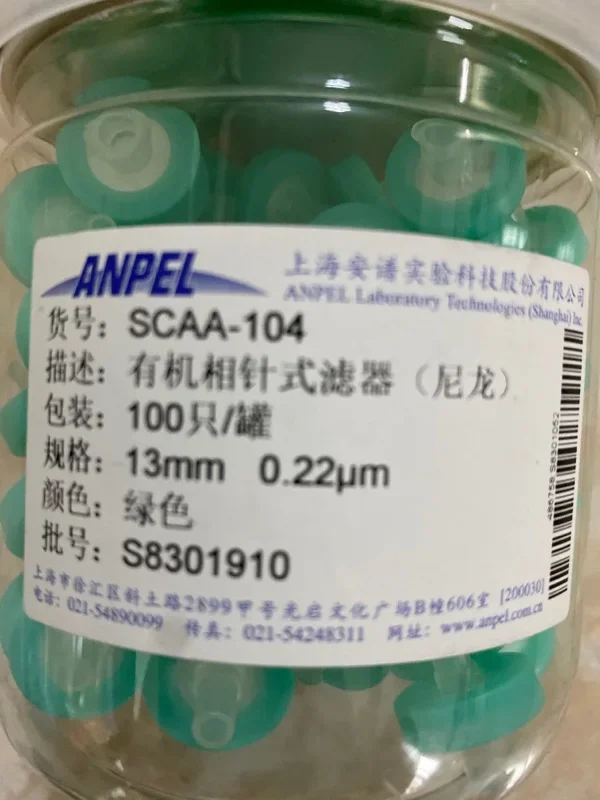 ANPEL
上海安谱实验科技股份有限公司
ANPEL Laboratory Technologies (Shanghai) Inc.
货号：SCAA-104
描述：有机相针式滤器（尼龙）
包装：100只/罐
规格：13mm 0.22μm
颜色：绿色
批号：S8301910
上海市徐汇区斜土路2899甲号光启文化广场B幢606室 [200030]
电话：021-54890099 传真：021-54248311 网址：www.anpel.com.cn
486758 S8301052